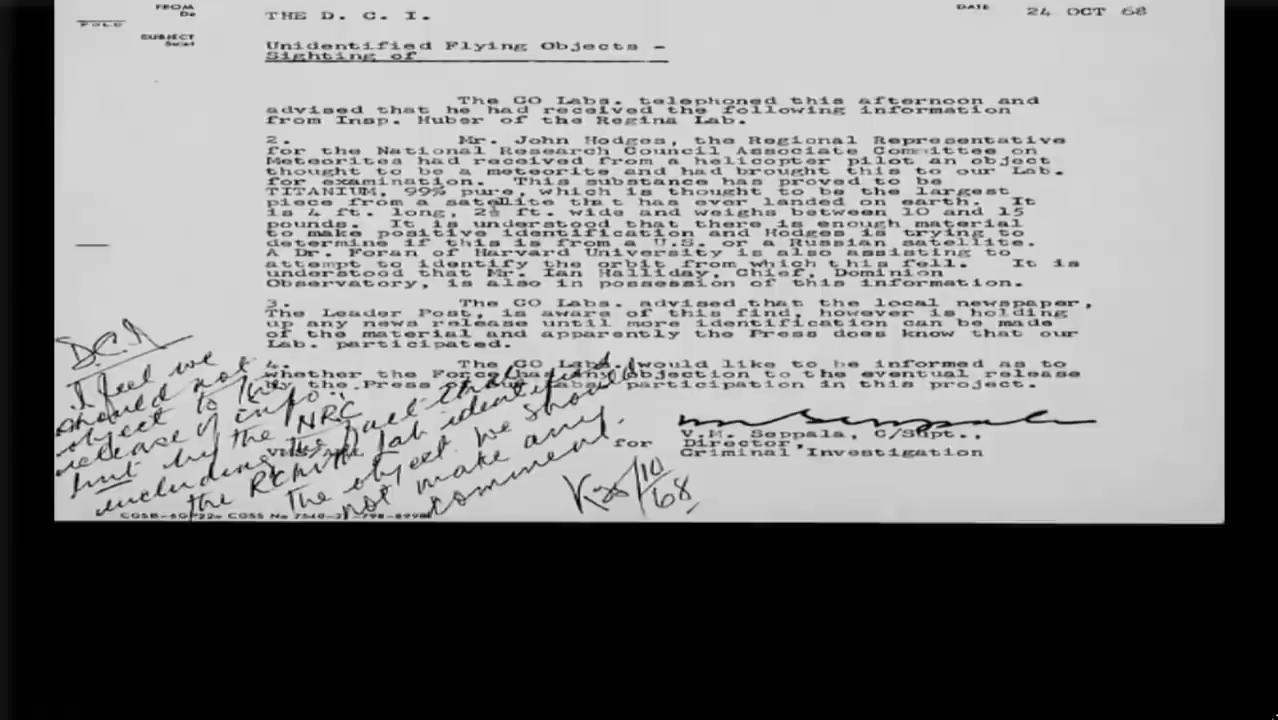 FROM
De
THE D. C. I.
DATE
24 OCT 68
SUBJECT
Sujet
Unidentified Flying Objects -
Sighting of
The CO Labs. telephoned this afternoon and
advised that he had received the following information
from Insp. Huber of the Regina Lab.
2. Mr. John Hodges, the Regional Representative
for the National Research Council Associate Committee on
Meteorites had received from a helicopter pilot an object
thought to be a meteorite and had brought this to our Lab.
for examination. This substance has proved to be
TITANIUM, 99% pure, which is thought to be the largest
piece from a satellite that has ever landed on earth. It
is 4 ft. long, 2½ ft. wide and weighs between 10 and 15
pounds. It is understood that there is enough material
to make positive identification and Hodges is trying to
determine if this is from a U.S. or a Russian satellite.
A Dr. Foran of Harvard University is also assisting to
attempt to identify the orbit from which this fell. It is
understood that Mr. Ian Halliday, Chief, Dominion
Observatory, is also in possession of this information.
3. The CO Labs. advised that the local newspaper,
The Leader Post, is aware of this find, however is holding
up any news release until more identification can be made
of the material and apparently the Press does know that our
Lab. participated.
4. The CO Labs. would like to be informed as to
whether the Force has any objection to the eventual release
by the Press of our Labs. participation in this project.
V.M. Seppala, C/Supt.,
for Director,
Criminal Investigation
D.C.I.
I feel we
should not
object to the
release of info.
but by the NRC
including the fact that
the RCMP lab identified
the object. We should
not make any
comment.
/10
/68